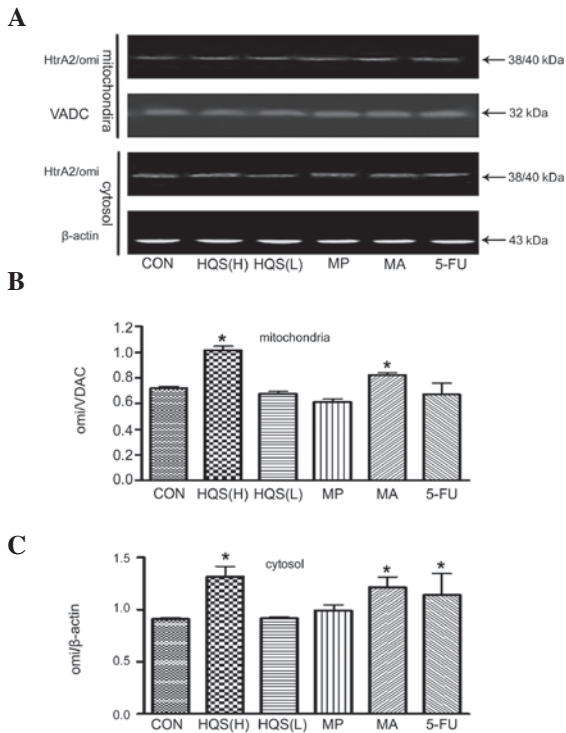 A
HtrA2/omi
38/40 kDa
VADC
32 kDa
mitochondira
HtrA2/omi
38/40 kDa
β-actin
43 kDa
cytosol
CON HQS(H) HQS(L) MP MA 5-FU
B
omi/VDAC
1.2
1.0
0.8
0.6
0.4
0.2
0.0
* mitochondria *
CON HQS(H) HQS(L) MP MA 5-FU
C
omi/β-actin
1.5
1.0
0.5
0.0
* cytosol * *
CON HQS(H) HQS(L) MP MA 5-FU